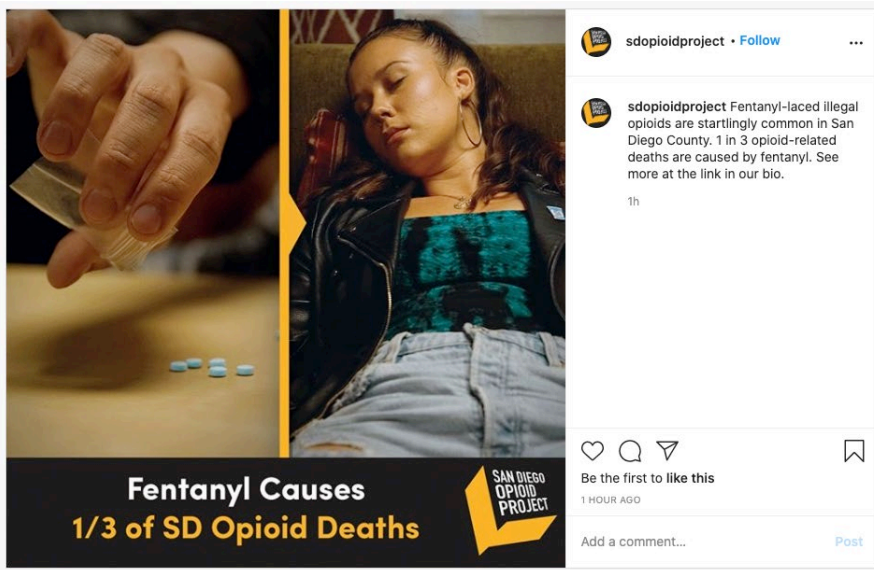 Fentanyl Causes
1/3 of SD Opioid Deaths
SAN DIEGO
OPIOID
PROJECT
sdopioidproject • Follow
sdopioidproject Fentanyl-laced illegal
opioids are startlingly common in San
Diego County. 1 in 3 opioid-related
deaths are caused by fentanyl. See
more at the link in our bio.
1h
Be the first to like this
1 HOUR AGO
Add a comment...
Post